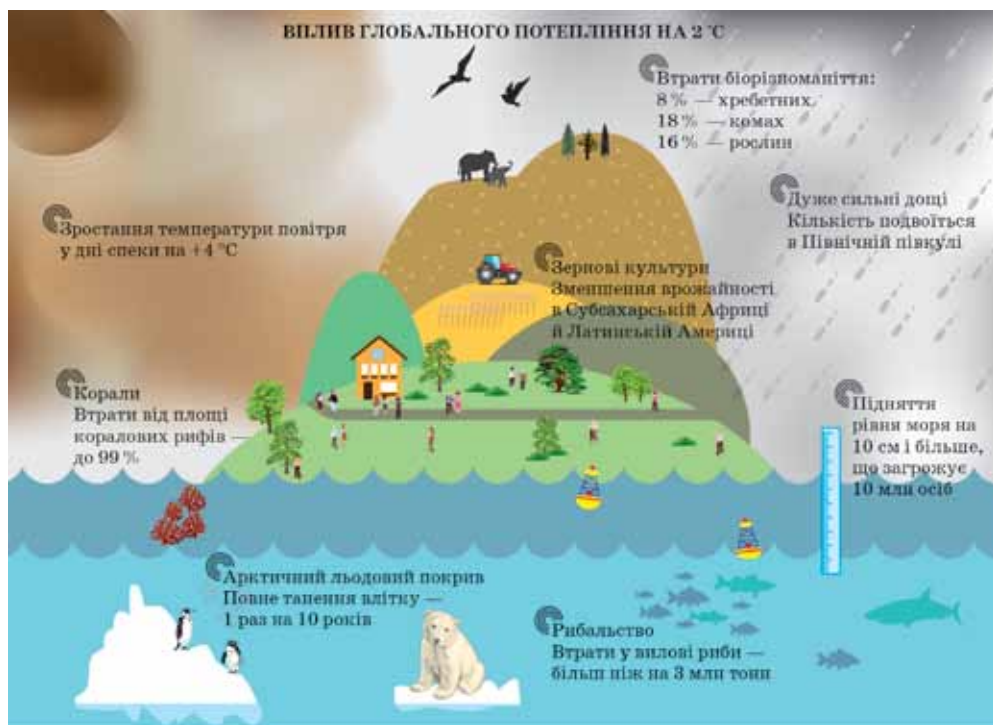 ВПЛИВ ГЛОБАЛЬНОГО ПОТЕПЛІННЯ НА 2 °С
Втрати біорізноманіття:
8 % — хребетних
18 % — комах
16 % — рослин
Зростання температури повітря
у дні спеки на +4 °С
Дуже сильні дощі
Кількість подвоїться
в Північній півкулі
Зернові культури
Зменшення врожайності
в Субсахарській Африці
й Латинській Америці
Корали
Втрати від площі
коралових рифів —
до 99 %
Підняття
рівня моря на
10 см і більше,
що загрожує
10 млн осіб
Арктичний льодовий покрив
Повне танення влітку —
1 раз на 10 років
Рибальство
Втрати у вилові риби —
більш ніж на 3 млн тонн